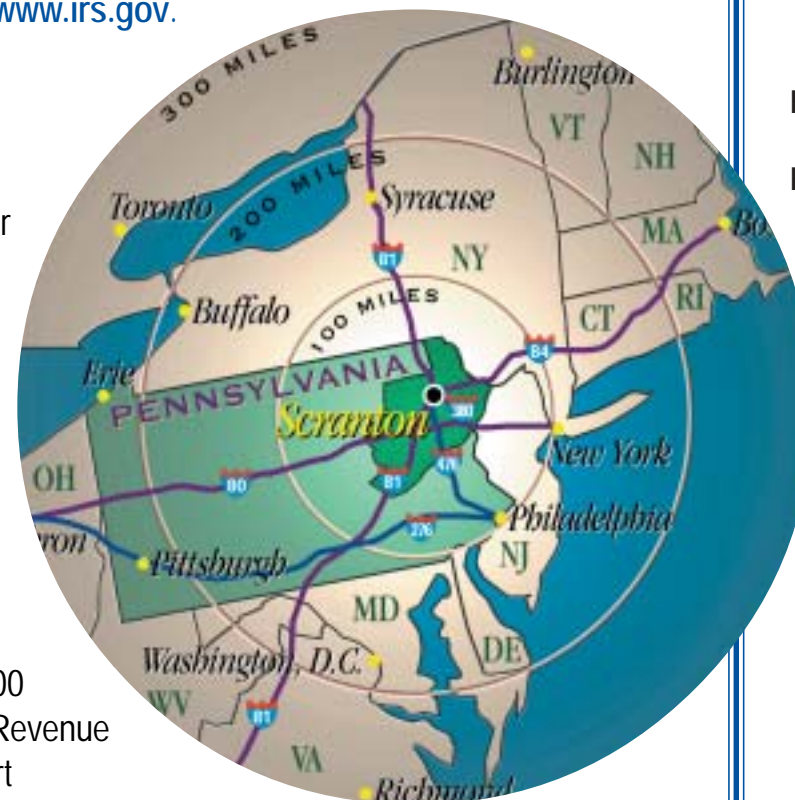 www.irs.gov.
300 MILES
Burlington
VT
NH
200 MILES
Toronto
Syracuse
r
MA
Bo
81
NY
100 MILES
RI
CT
Buffalo
84
Erie
PENNSYLVANIA
380
Scranton
New York
OH
476
80
81
Philadelphia
276
ron
Pittsburgh
NJ
MD
Washington, D.C.
DE
00
WV
81
Revenue
VA
rt
Richmond